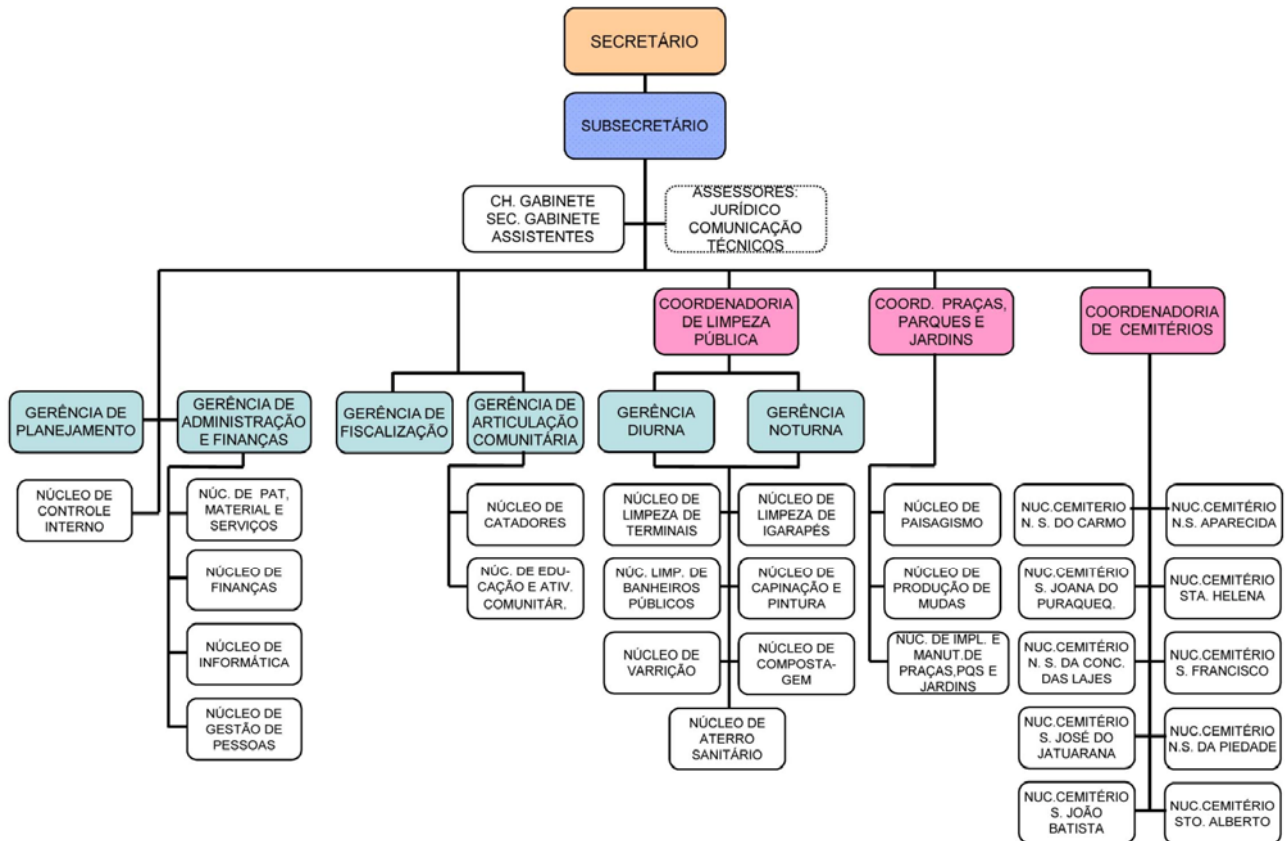 SECRETÁRIO
SUBSECRETÁRIO
CH. GABINETE
SEC. GABINETE
ASSISTENTES
ASSESSORES:
JURÍDICO
COMUNICAÇÃO
TÉCNICOS
COORDENADORIA
DE LIMPEZA
PÚBLICA
COORD. PRAÇAS,
PARQUES E
JARDINS
COORDENADORIA
DE CEMITÉRIOS
GERÊNCIA DE
PLANEJAMENTO
GERÊNCIA DE
ADMINISTRAÇÃO
E FINANÇAS
GERÊNCIA DE
FISCALIZAÇÃO
GERÊNCIA DE
ARTICULAÇÃO
COMUNITÁRIA
GERÊNCIA
DIURNA
GERÊNCIA
NOTURNA
NÚCLEO DE
CONTROLE
INTERNO
NÚC. DE PAT,
MATERIAL E
SERVIÇOS
NÚCLEO DE
FINANÇAS
NÚCLEO DE
INFORMÁTICA
NÚCLEO DE
GESTÃO DE
PESSOAS
NÚCLEO DE
CATADORES
NÚC. DE EDU-
CAÇÃO E ATIV.
COMUNITÁR.
NÚCLEO DE
LIMPEZA DE
TERMINAIS
NÚCLEO DE
LIMPEZA DE
IGARAPÉS
NÚC. LIMP. DE
BANHEIROS
PÚBLICOS
NÚCLEO DE
CAPINAÇÃO E
PINTURA
NÚCLEO DE
VARRIÇÃO
NÚCLEO DE
COMPOSTA-
GEM
NÚCLEO DE
ATERRO
SANITÁRIO
NÚCLEO DE
PAISAGISMO
NÚCLEO DE
PRODUÇÃO DE
MUDAS
NUC. DE IMPL. E
MANUT.DE
PRAÇAS,PQS E
JARDINS
NUC.CEMITERIO
N. S. DO CARMO
NUC.CEMITÉRIO
N.S. APARECIDA
NUC.CEMITÉRIO
S. JOANA DO
PURAQUEQ.
NUC.CEMITÉRIO
STA. HELENA
NUC.CEMITÉRIO
N. S. DA CONC.
DAS LAJES
NUC.CEMITÉRIO
S. FRANCISCO
NUC.CEMITÉRIO
S. JOSÉ DO
JATUARANA
NUC.CEMITÉRIO
N.S. DA PIEDADE
NUC.CEMITÉRIO
S. JOÃO
BATISTA
NUC.CEMITÉRIO
STO. ALBERTO